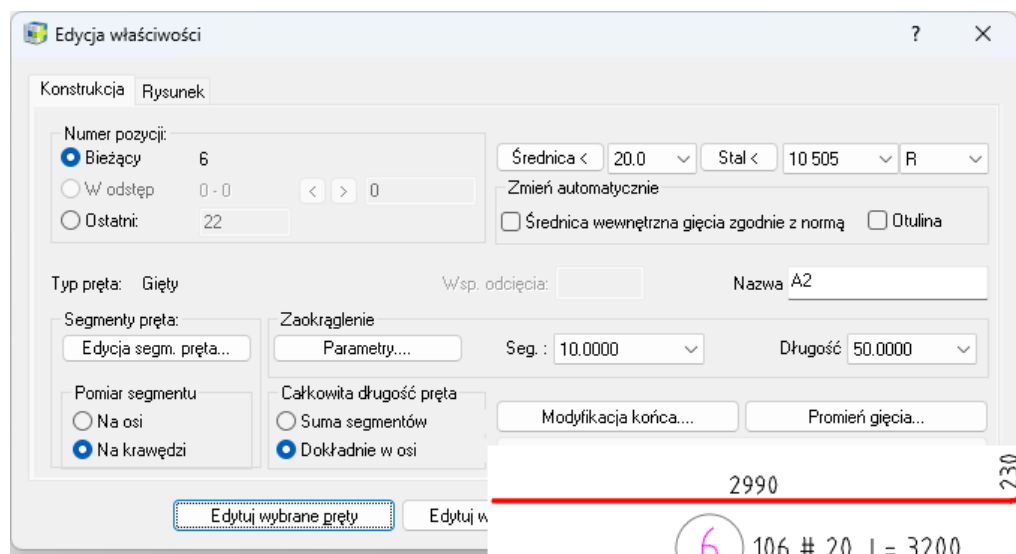 Edycja właściwości ? ×
Konstrukcja Rysunek
Numer pozycji:
Bieżący 6
Średnica < 20.0 Stal < 10 505 R
W odstęp 0 - 0 < > 0
Zmień automatycznie
Ostatni: 22
Średnica wewnętrzna gięcia zgodnie z normą Otulina
Typ pręta: Gięty Wsp. odcięcia: Nazwa A2
Segmenty pręta: Zaokrąglenie
Edycja segm. pręta... Parametry.... Seg. : 10.0000 Długość 50.0000
Pomiar segmentu Całkowita długość pręta
Na osi Suma segmentów Modyfikacja końca.... Promień gięcia...
Na krawędzi Dokładnie w osi
2990 230
Edytuj wybrane pręty Edytuj w
6 106 # 20 l = 3200